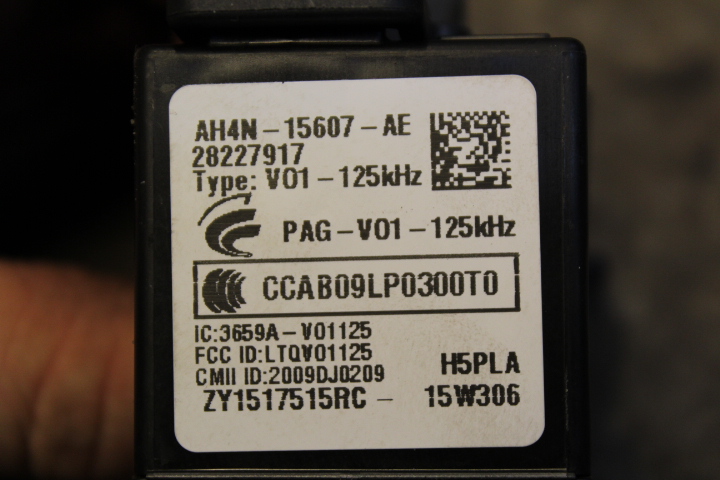 AH4N-15607-AE
28227917
Type: V01-125kHz
PAG-V01-125kHz
CCAB09LP0300T0
IC:3659A-V01125
FCC ID:LTQV01125
CMII ID:2009DJ0209
H5PLA
ZY1517515RC - 15W306